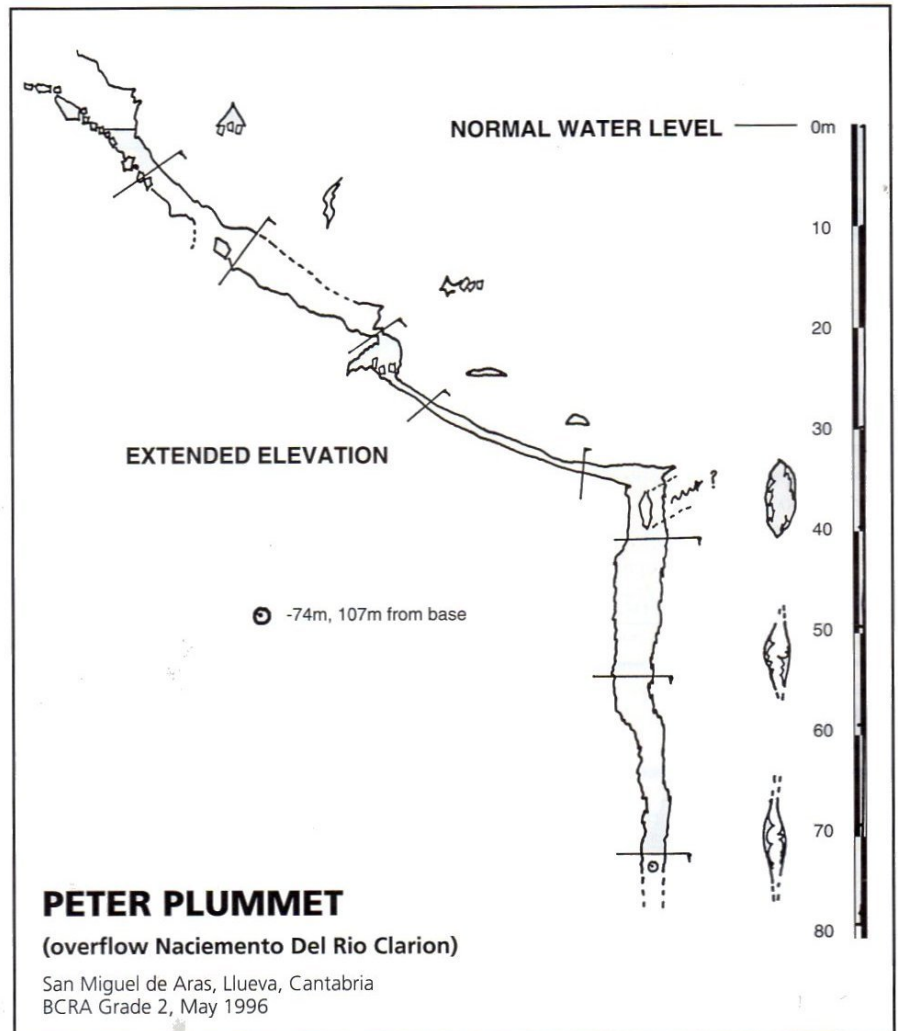 NORMAL WATER LEVEL
0m
10
20
30
?
EXTENDED ELEVATION
40
-74m, 107m from base
50
60
70
80
PETER PLUMMET
(overflow Naciemento Del Rio Clarion)
San Miguel de Aras, Llueva, Cantabria
BCRA Grade 2, May 1996